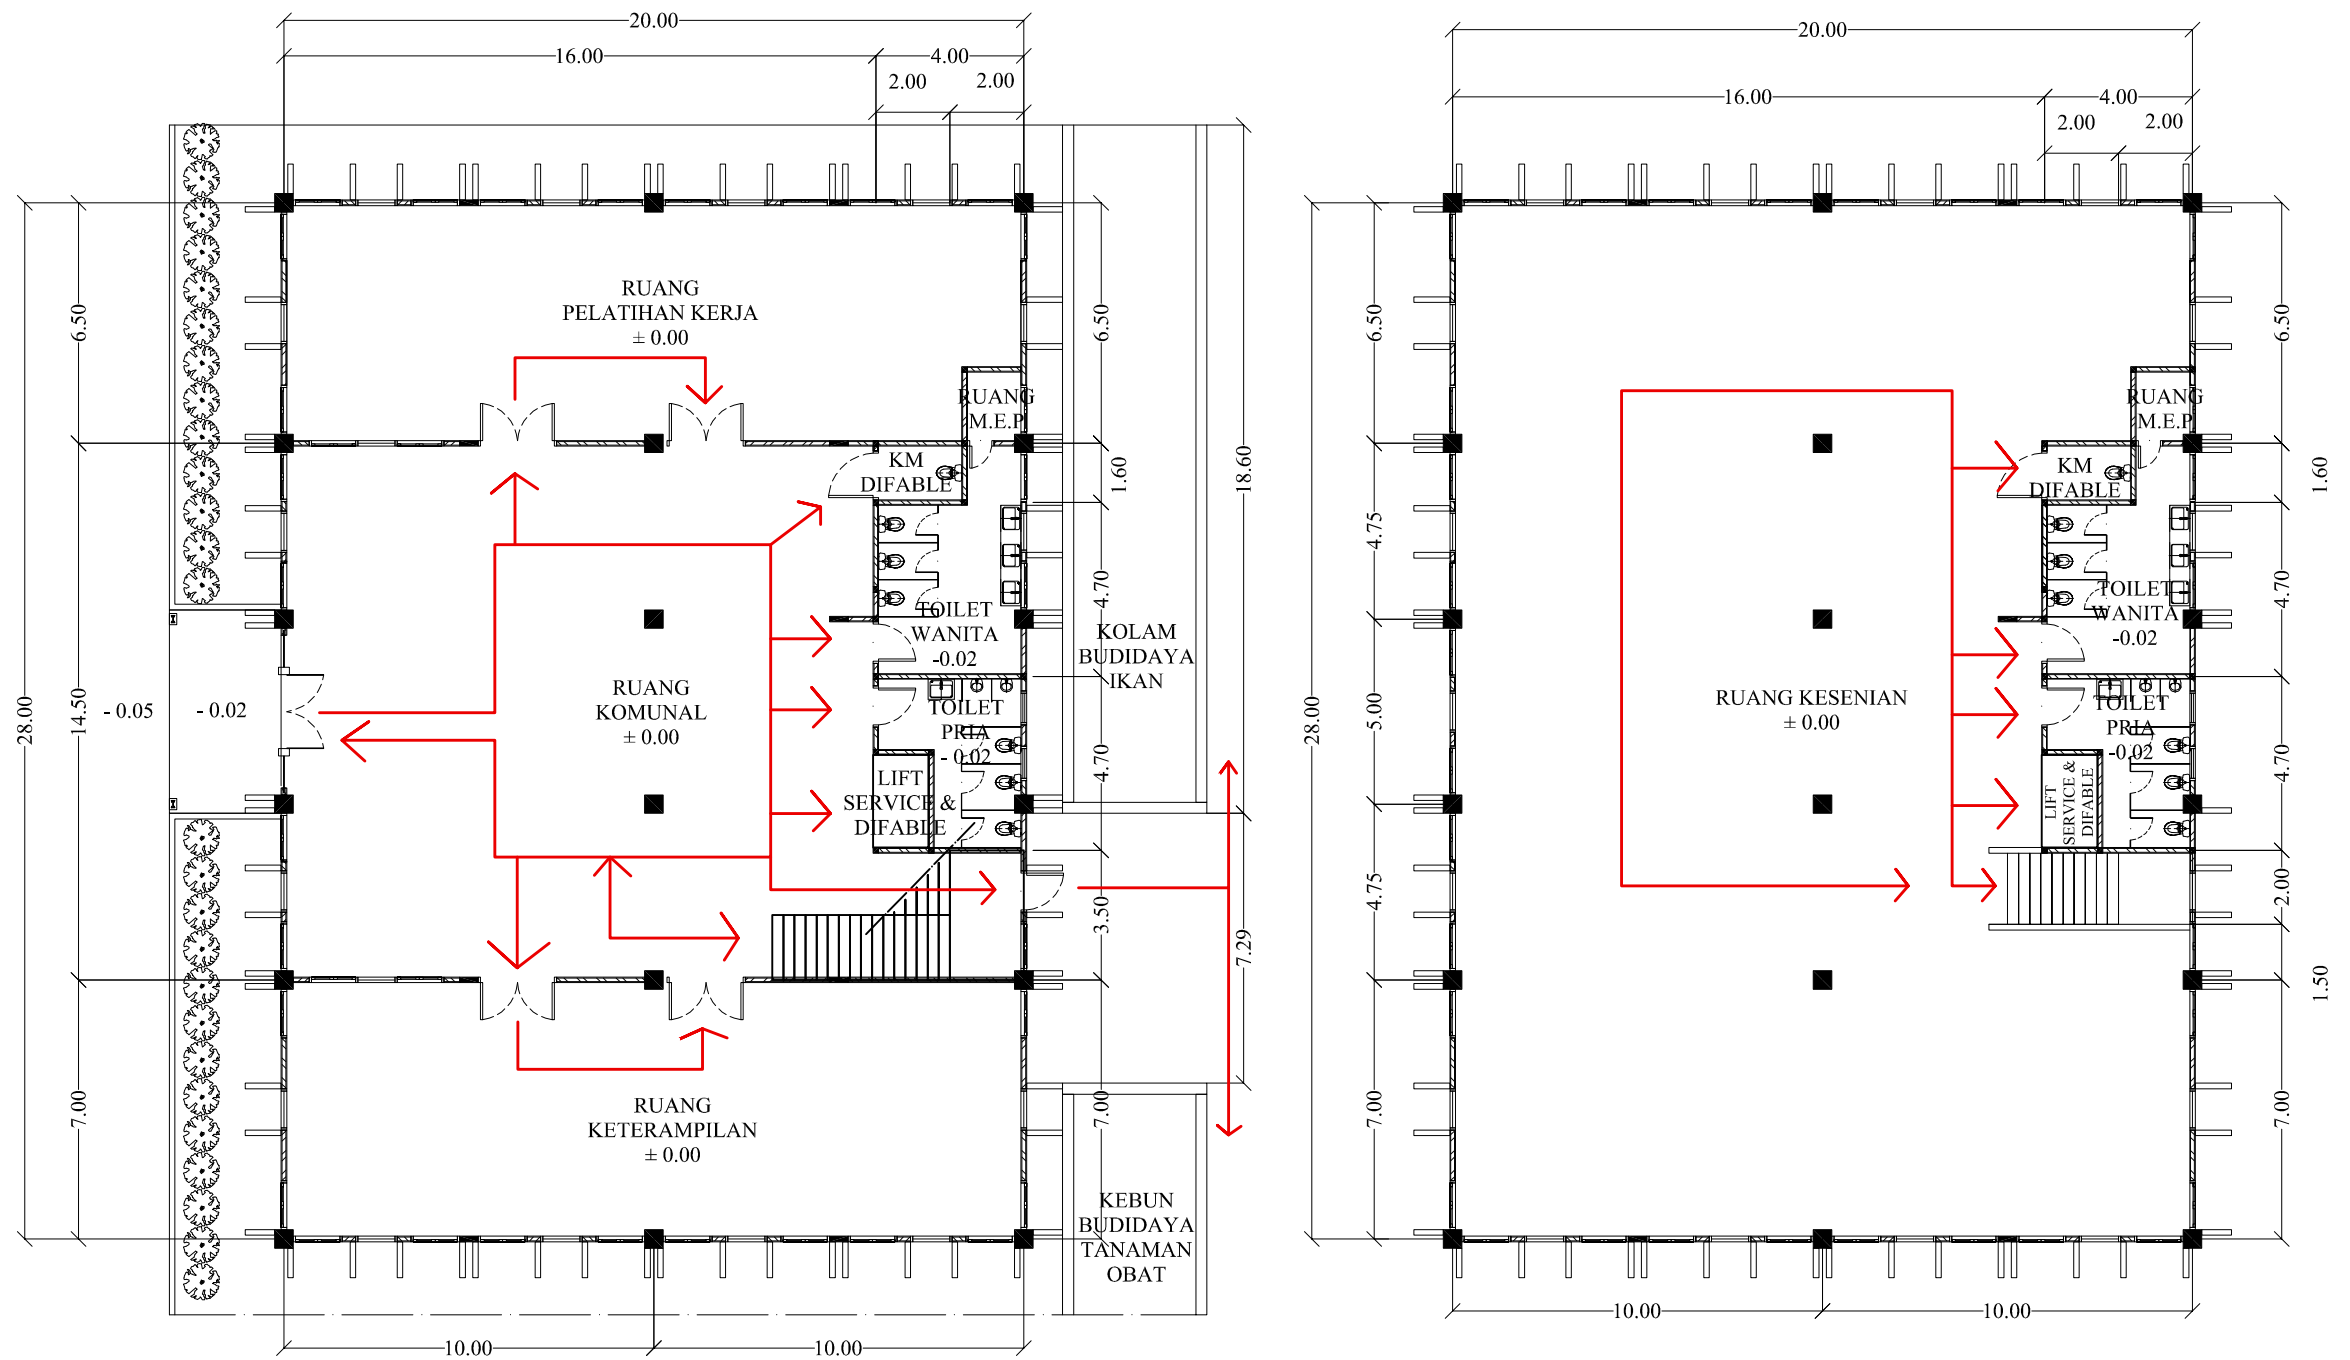 20.00
16.00
4.00
2.00
2.00
28.00
6.50
14.50
7.00
RUANG
PELATIHAN KERJA
± 0.00
RUANG
M.E.P
KM
DIFABLE
TOILET
WANITA
-0.02
RUANG
KOMUNAL
± 0.00
TOILET
PRIA
- 0.02
LIFT
SERVICE &
DIFABLE
- 0.05
- 0.02
RUANG
KETERAMPILAN
± 0.00
6.50
1.60
4.70
4.70
3.50
7.00
18.60
7.29
KOLAM
BUDIDAYA
IKAN
KEBUN
BUDIDAYA
TANAMAN
OBAT
10.00
10.00
20.00
16.00
4.00
2.00
2.00
28.00
6.50
4.75
5.00
4.75
7.00
RUANG
M.E.P
KM
DIFABLE
TOILET
WANITA
-0.02
RUANG KESENIAN
± 0.00
TOILET
PRIA
-0.02
LIFT
SERVICE &
DIFABLE
6.50
1.60
4.70
4.70
2.00
1.50
7.00
10.00
10.00